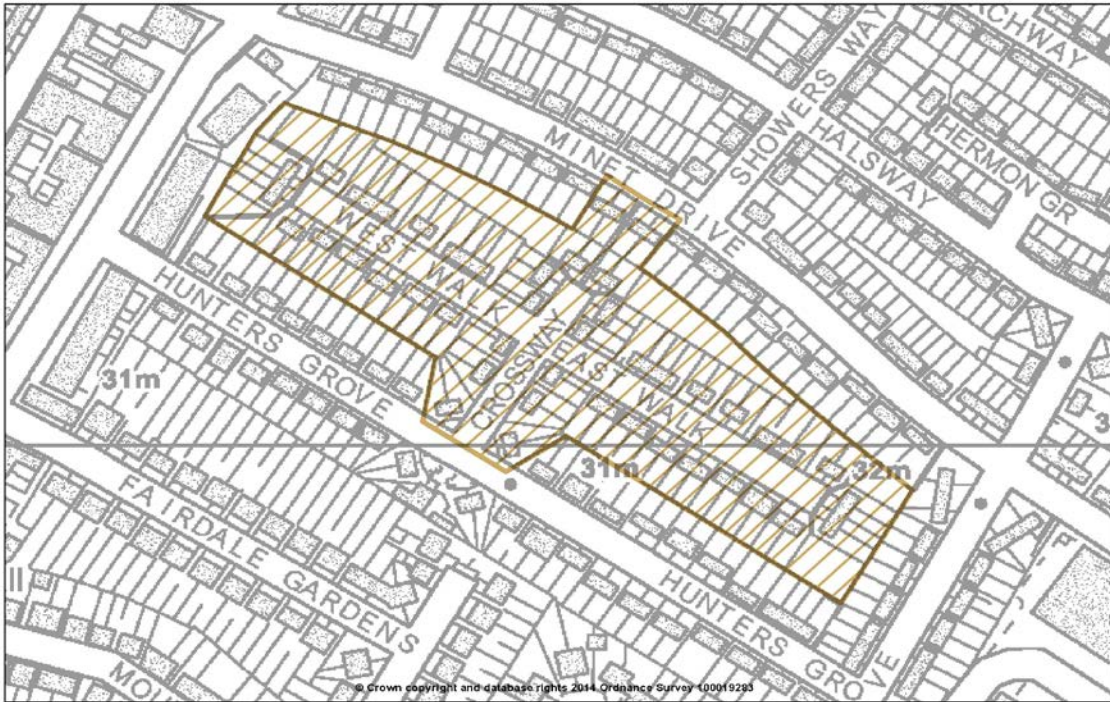 SHOWERS WAY
HALSWAY
HERMON GR
MINET DRIVE
WEST WALK
CROSSWAY
EAST WALK
HUNTERS GROVE
31m
31m
32m
FAIRDALE GARDENS
HUNTERS GROVE
© Crown copyright and database rights 2014 Ordnance Survey 100019283